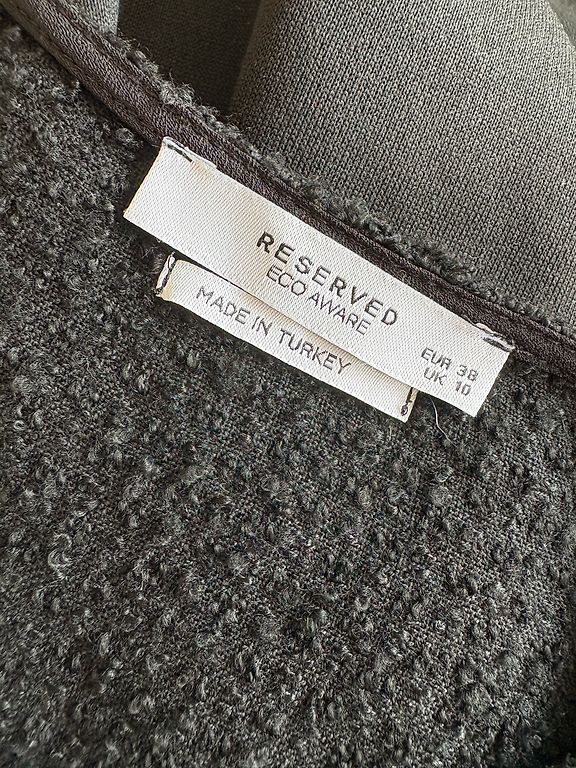 RESERVED
ECO AWARE
EUR 38
UK 10
MADE IN TURKEY